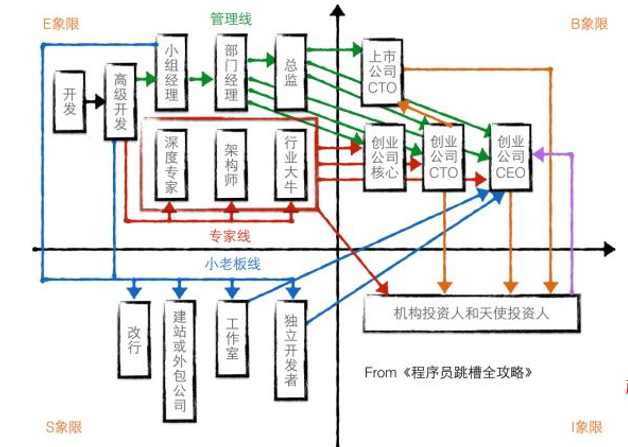 E象限
管理线
B象限
开发
高级开发
小组经理
部门经理
总监
上市公司CTO
深度专家
架构师
行业大牛
创业公司核心
创业公司CTO
创业公司CEO
专家线
小老板线
改行
建站或外包公司
工作室
独立开发者
机构投资人和天使投资人
From《程序员跳槽全攻略》
S象限
I象限